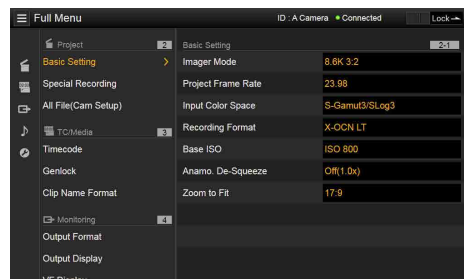 Full Menu
ID : A Camera ● Connected
Lock
Project 2
Basic Setting >
Special Recording
All File(Cam Setup)
TC/Media 3
Timecode
Genlock
Clip Name Format
Monitoring 4
Output Format
Output Display
Basic Setting 2-1
Imager Mode 8.6K 3:2
Project Frame Rate 23.98
Input Color Space S-Gamut3/SLog3
Recording Format X-OCN LT
Base ISO ISO 800
Anamo. De-Squeeze Off(1.0x)
Zoom to Fit 17:9